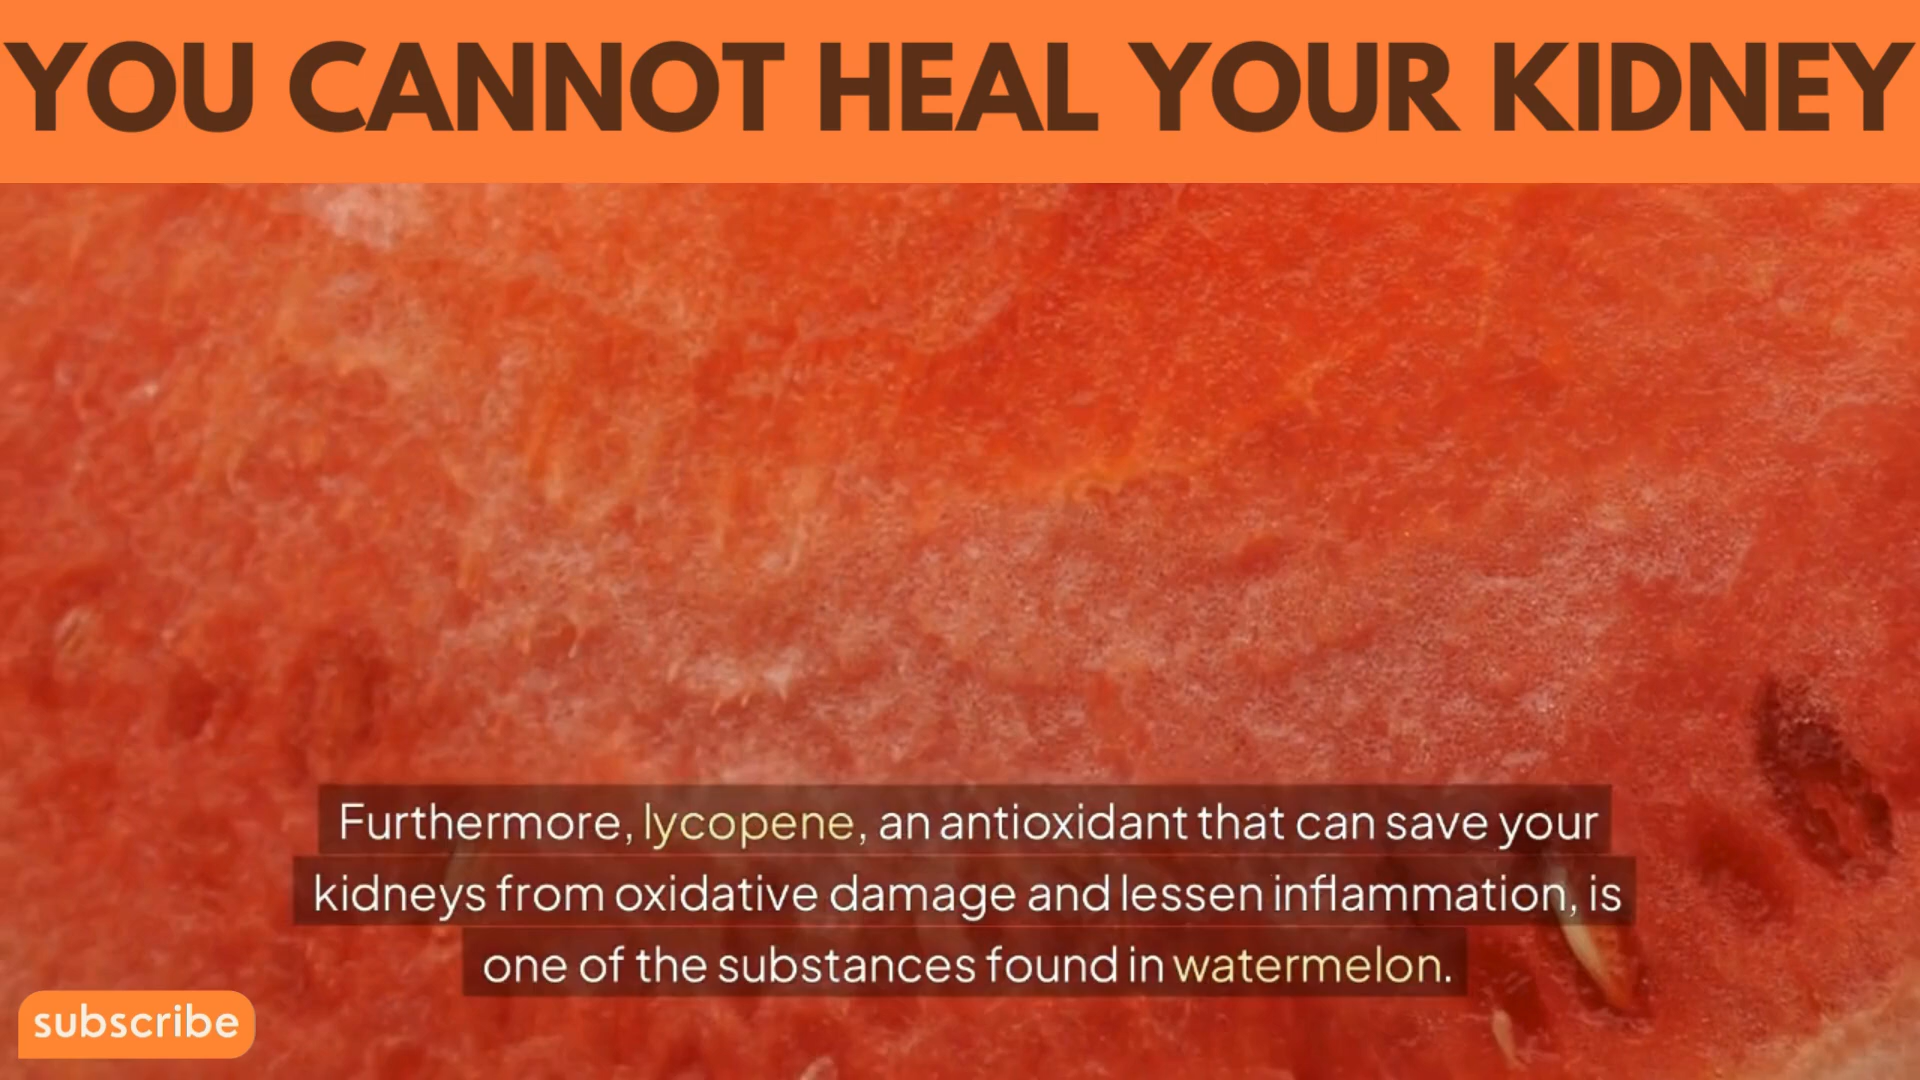 YOU CANNOT HEAL YOUR KIDNEY
Furthermore, lycopene, an antioxidant that can save your
kidneys from oxidative damage and lessen inflammation, is
one of the substances found in watermelon.
subscribe